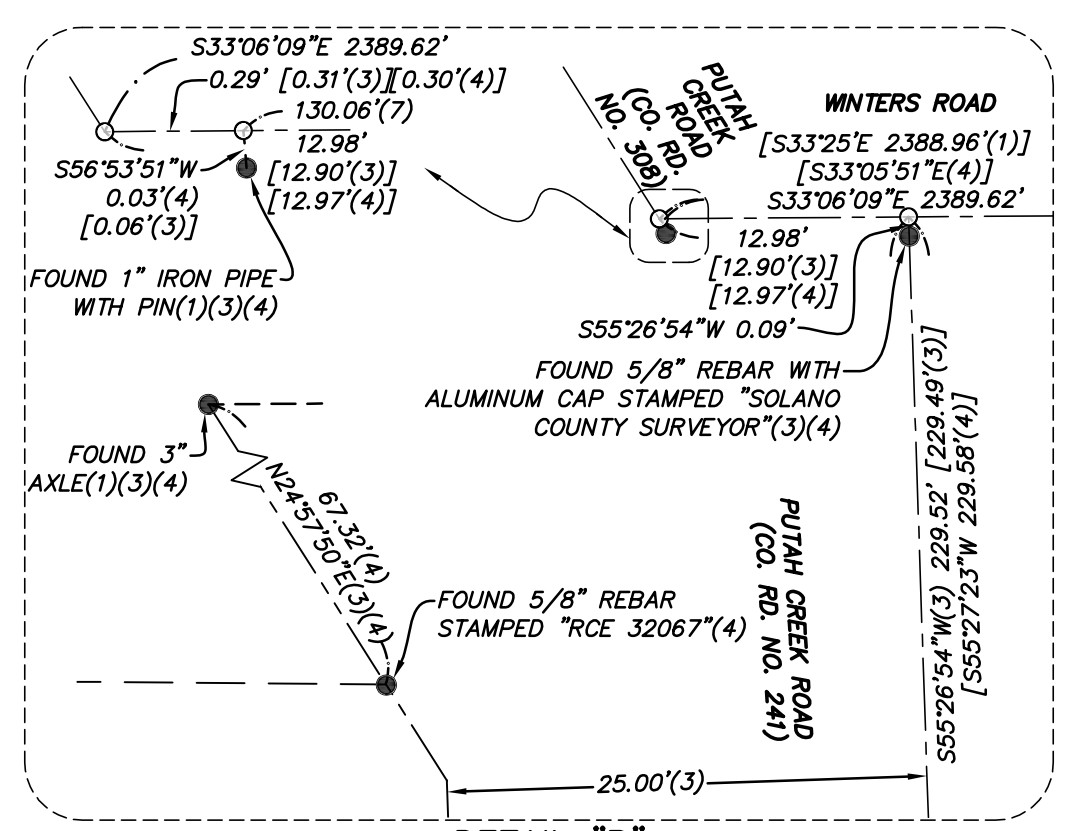 S33°06'09"E 2389.62'
0.29' [0.31'(3)][0.30'(4)]
130.06'(7)
12.98'
[12.90'(3)]
[12.97'(4)]
S56°53'51"W
0.03'(4)
[0.06'(3)]
FOUND 1" IRON PIPE
WITH PIN(1)(3)(4)
PUTAH
CREEK
ROAD
(CO. RD.
NO. 308)
WINTERS ROAD
[S33°25'E 2388.96'(1)]
[S33°05'51"E(4)]
S33°06'09"E 2389.62'
12.98'
[12.90'(3)]
[12.97'(4)]
S55°26'54"W 0.09'
FOUND 5/8" REBAR WITH
ALUMINUM CAP STAMPED "SOLANO
COUNTY SURVEYOR"(3)(4)
FOUND 3"
AXLE(1)(3)(4)
67.32'(4)
N24°57'50"E(3)(4)
FOUND 5/8" REBAR
STAMPED "RCE 32067"(4)
PUTAH CREEK ROAD
(CO. RD. NO. 241)
S55°26'54"W(3) 229.52' [229.49'(3)]
[S55°27'23"W 229.58'(4)]
25.00'(3)